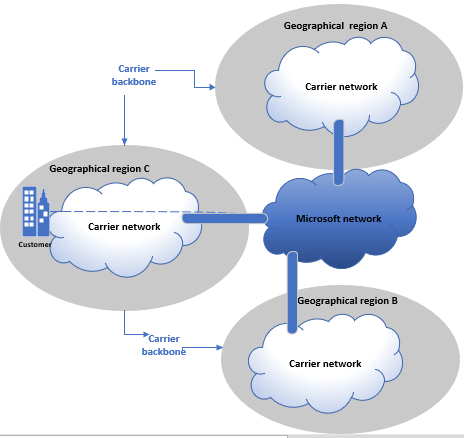 Geographical region A
Carrier
backbone
Carrier network
Geographical region C
Customer
Carrier network
Microsoft network
Geographical region B
Carrier
backbone
Carrier network